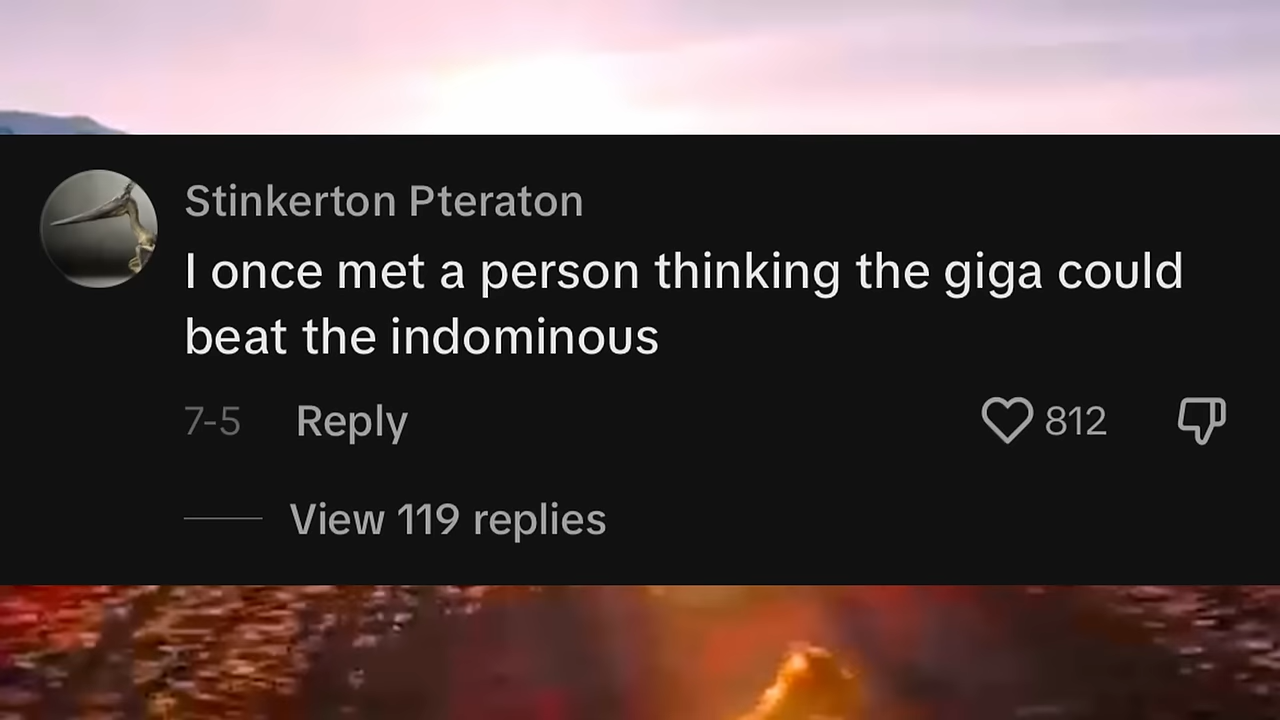 Stinkerton Pteraton
I once met a person thinking the giga could
beat the indominous
7-5 Reply 812
View 119 replies